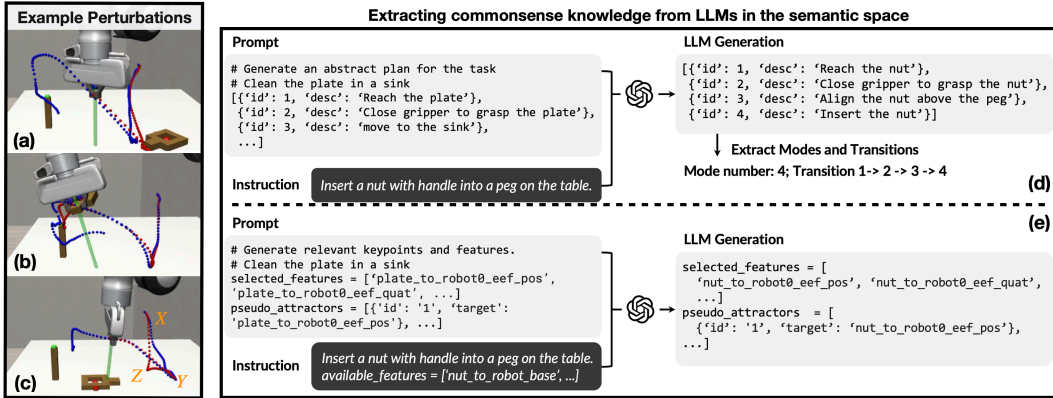 Example Perturbations
(a)
(b)
X
Z
Y
(c)
Extracting commonsense knowledge from LLMs in the semantic space
Prompt
# Generate an abstract plan for the task
# Clean the plate in a sink
[{‘id’: 1, ‘desc’: ‘Reach the plate’},
{‘id’: 2, ‘desc’: ‘Close gripper to grasp the plate’},
{‘id’: 3, ‘desc’: ‘move to the sink’},
...]
Instruction
Insert a nut with handle into a peg on the table.
LLM Generation
[{‘id’: 1, ‘desc’: ‘Reach the nut’},
{‘id’: 2, ‘desc’: ‘Close gripper to grasp the nut’},
{‘id’: 3, ‘desc’: ‘Align the nut above the peg’},
{‘id’: 4, ‘desc’: ‘Insert the nut’}]
Extract Modes and Transitions
Mode number: 4; Transition 1-> 2 -> 3 -> 4
(d)
(e)
Prompt
# Generate relevant keypoints and features.
# Clean the plate in a sink
selected_features = [‘plate_to_robot0_eef_pos’,
‘plate_to_robot0_eef_quat’, ...]
pseudo_attractors = [{'id': '1', 'target':
'plate_to_robot0_eef_pos'}, ...]
Instruction
Insert a nut with handle into a peg on the table.
available_features = ['nut_to_robot_base', ...]
LLM Generation
selected_features = [
‘nut_to_robot0_eef_pos’, ‘nut_to_robot0_eef_quat’,
...]
pseudo_attractors = [
{‘id’: '1’, ‘target’: ‘nut_to_robot0_eef_pos’},
...]